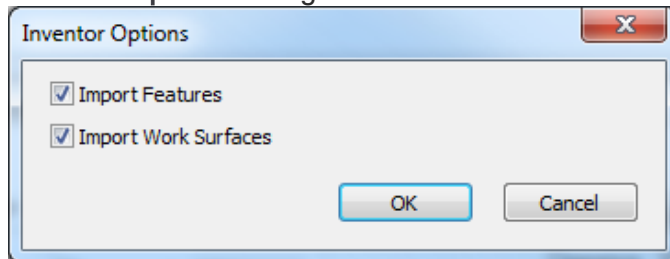 Inventor Options
Import Features
Import Work Surfaces
OK Cancel